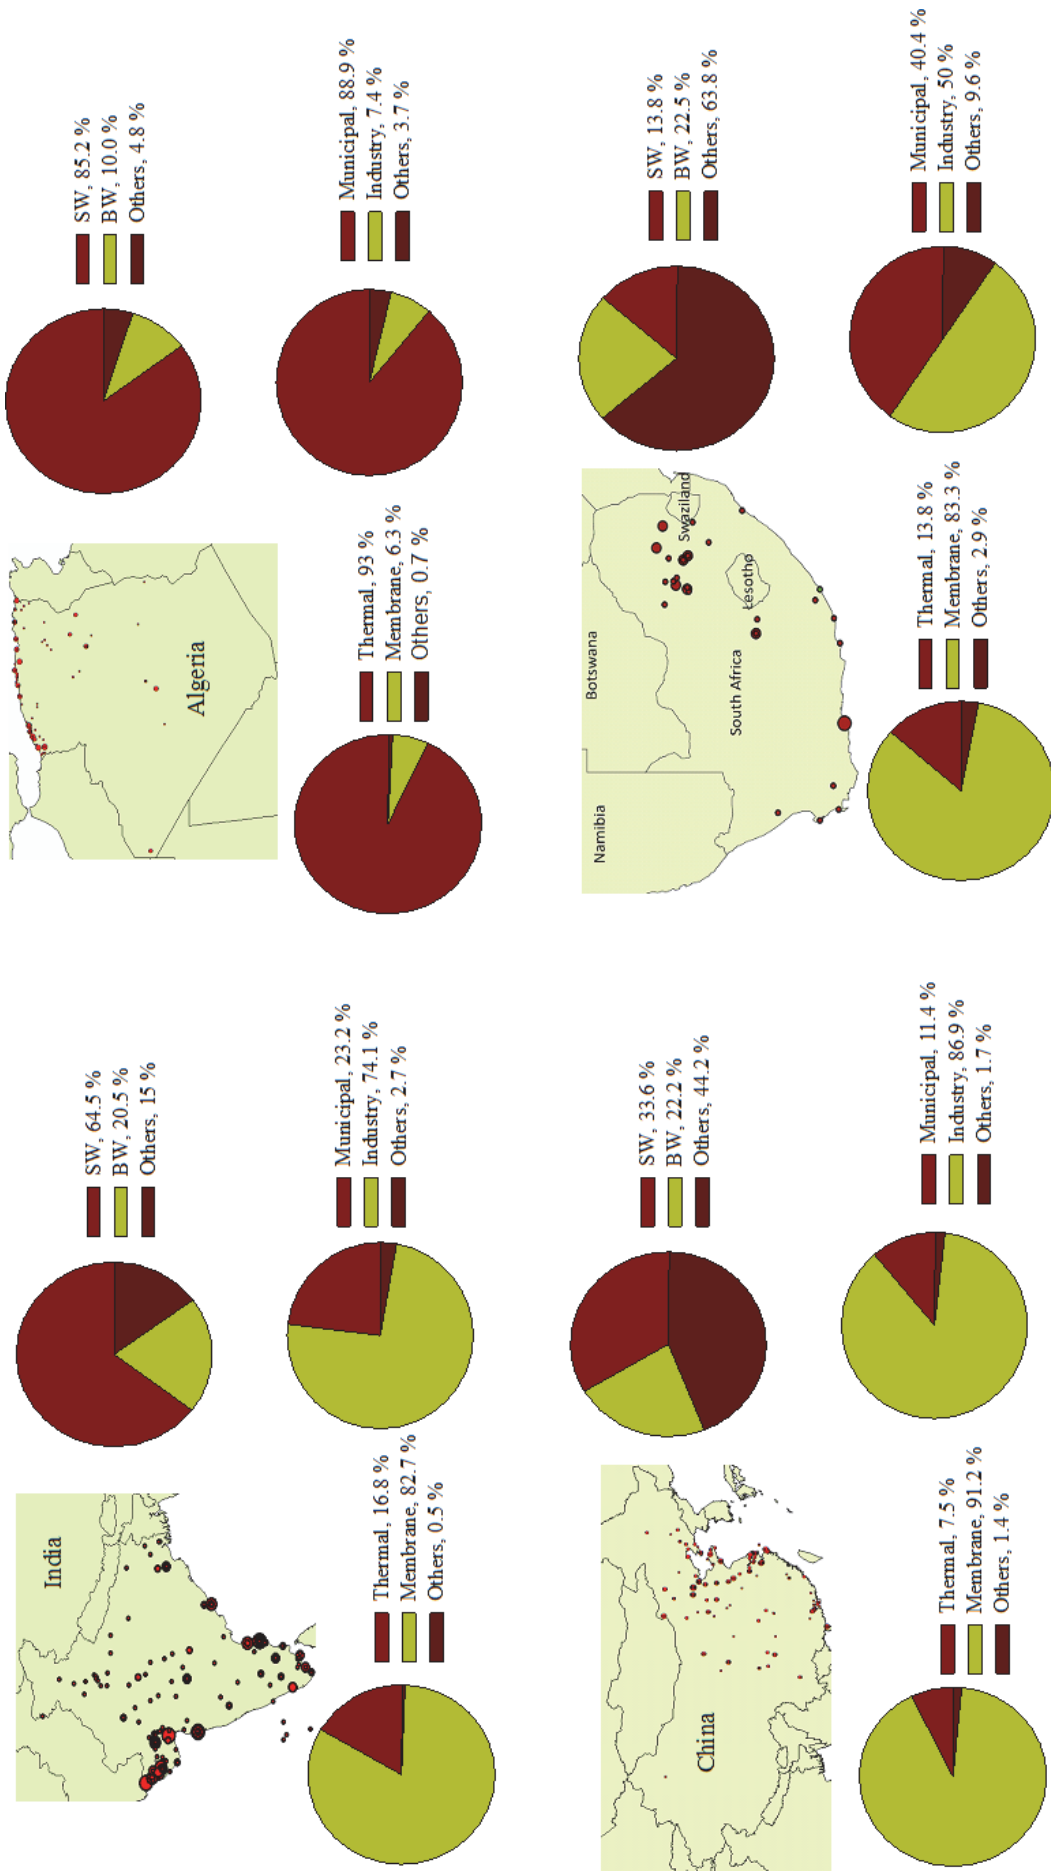 India
SW, 64.5 %
BW, 20.5 %
Others, 15 %
Thermal, 16.8 %
Membrane, 82.7 %
Others, 0.5 %
Municipal, 23.2 %
Industry, 74.1 %
Others, 2.7 %
Algeria
SW, 85.2 %
BW, 10.0 %
Others, 4.8 %
Thermal, 93 %
Membrane, 6.3 %
Others, 0.7 %
Municipal, 88.9 %
Industry, 7.4 %
Others, 3.7 %
China
SW, 33.6 %
BW, 22.2 %
Others, 44.2 %
Thermal, 7.5 %
Membrane, 91.2 %
Others, 1.4 %
Municipal, 11.4 %
Industry, 86.9 %
Others, 1.7 %
Namibia
Botswana
South Africa
Lesotho
Swaziland
SW, 13.8 %
BW, 22.5 %
Others, 63.8 %
Thermal, 13.8 %
Membrane, 83.3 %
Others, 2.9 %
Municipal, 40.4 %
Industry, 50 %
Others, 9.6 %